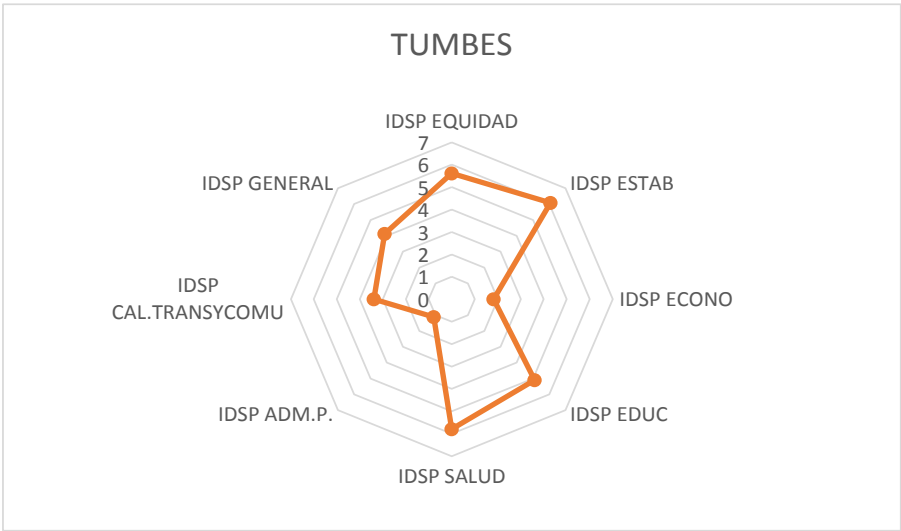 TUMBES
IDSP EQUIDAD
7
6
5
4
3
2
1
0
IDSP ESTAB
IDSP ECONO
IDSP EDUC
IDSP SALUD
IDSP ADM.P.
IDSP
CAL.TRANSYCOMU
IDSP GENERAL